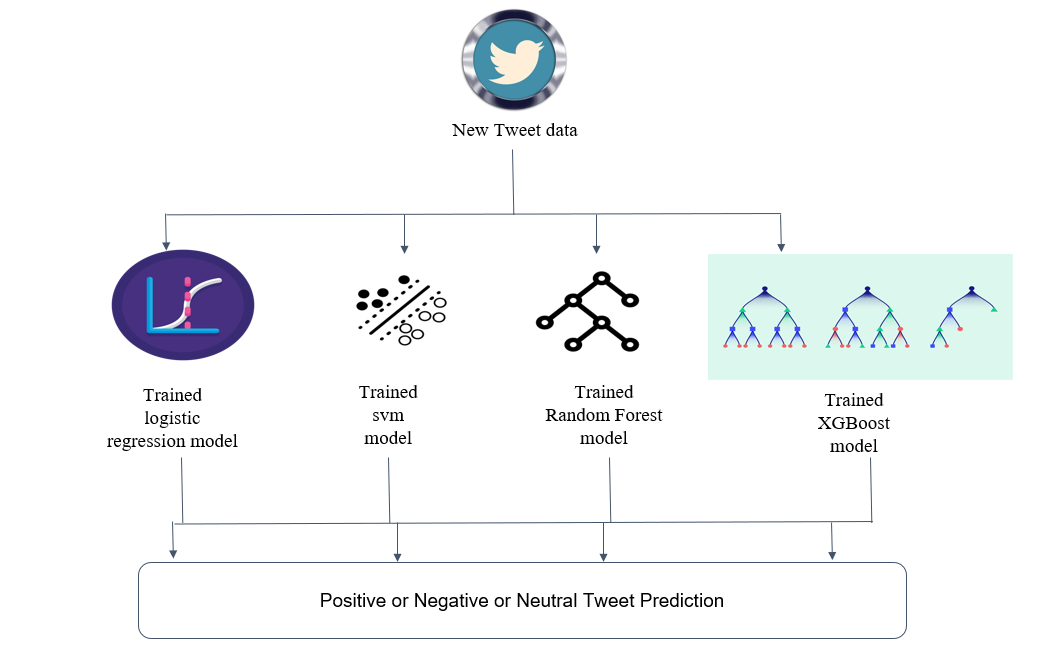 New Tweet data
Trained
logistic
regression model
Trained
svm
model
Trained
Random Forest
model
Trained
XGBoost
model
Positive or Negative or Neutral Tweet Prediction